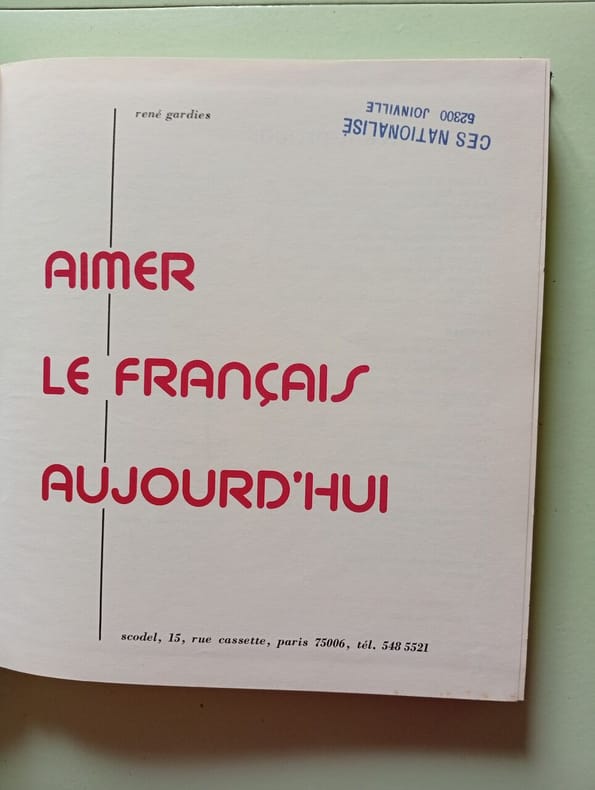 rené gardies
CES NATIONALISÉ
52300 JOINVILLE
AIMER
LE FRANÇAIS
AUJOURD'HUI
scodel, 15, rue cassette, paris 75006, tél. 548 5521